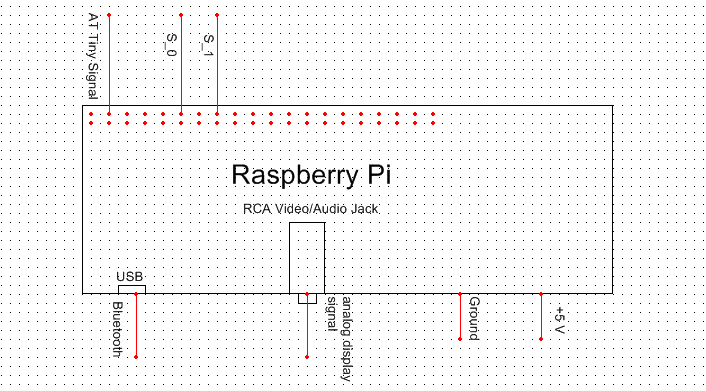 AT Tiny Signal
S_0
S_1
Raspberry Pi
RCA Video/Audio Jack
USB
Bluetooth
analog display
signal
Ground
+5 V